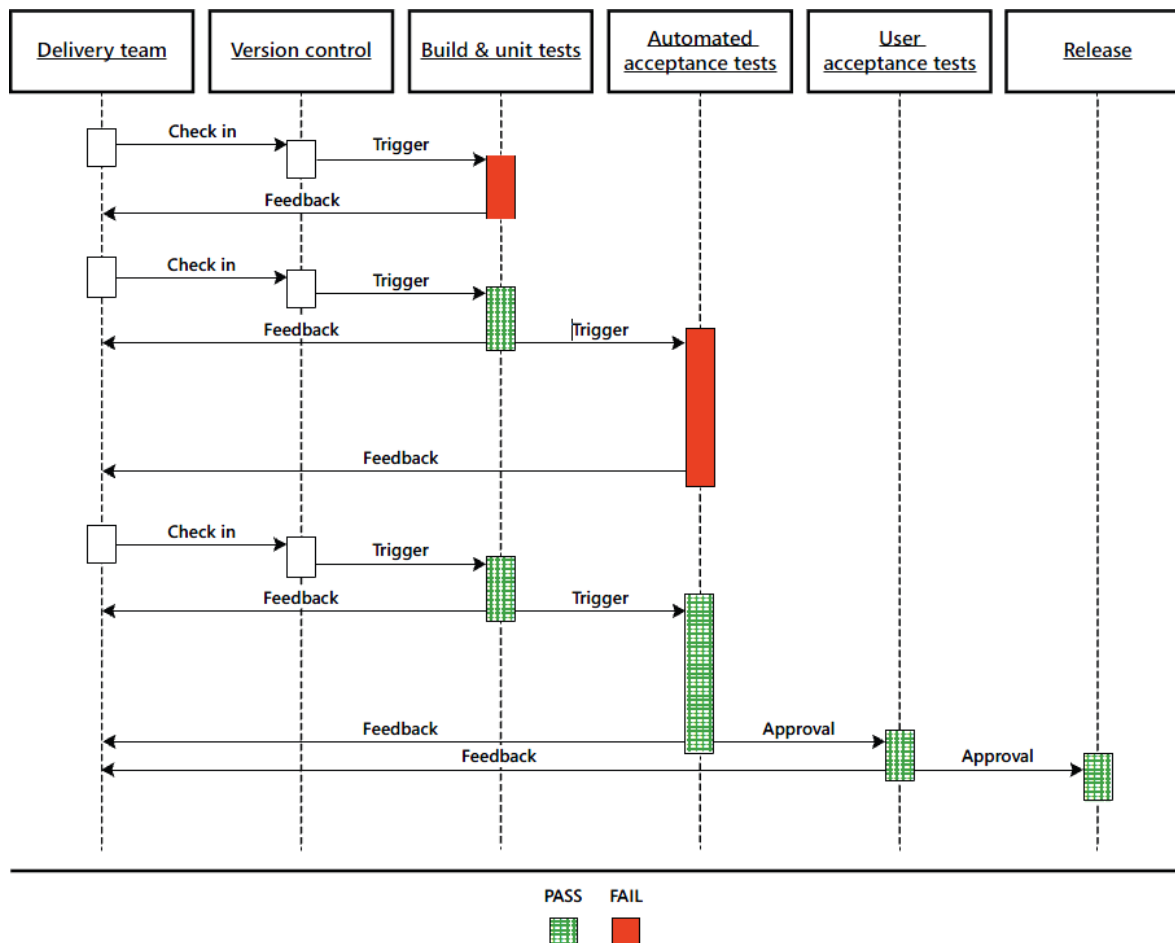 Delivery team
Version control
Build & unit tests
Automated
acceptance tests
User
acceptance tests
Release
Check in
Trigger
Feedback
Check in
Trigger
Feedback
Trigger
Feedback
Check in
Trigger
Feedback
Trigger
Feedback
Approval
Feedback
Approval
PASS
FAIL